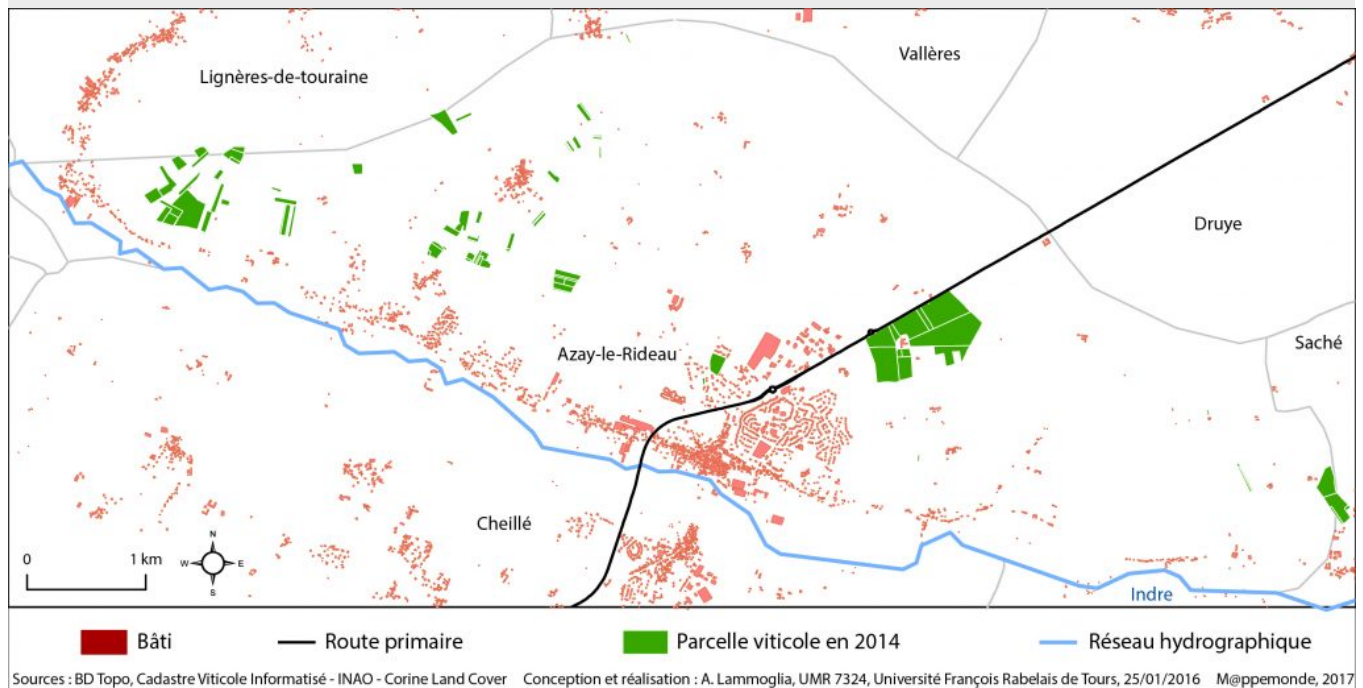 Vallères
Lignères-de-touraine
Druye
Saché
Azay-le-Rideau
Cheillé
N
W E
S
0 1 km
Indre
Bâti Route primaire Parcelle viticole en 2014 Réseau hydrographique
Sources : BD Topo, Cadastre Viticole Informatisé - INAO - Corine Land Cover Conception et réalisation : A. Lammoglia, UMR 7324, Université François Rabelais de Tours, 25/01/2016 M@ppemonde, 2017